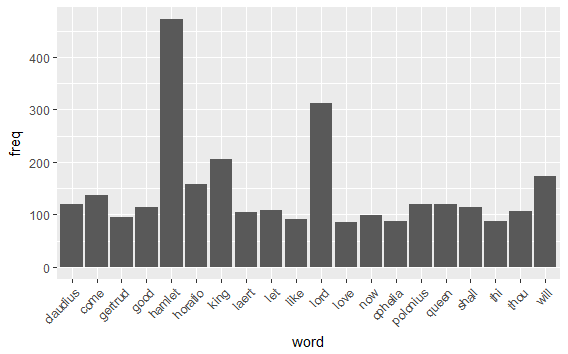 400
300
200
100
0
freq
claudius come gertrud good hamlet horatio king laert let like lord love now ophelia polonius queen shall thi thou will
word